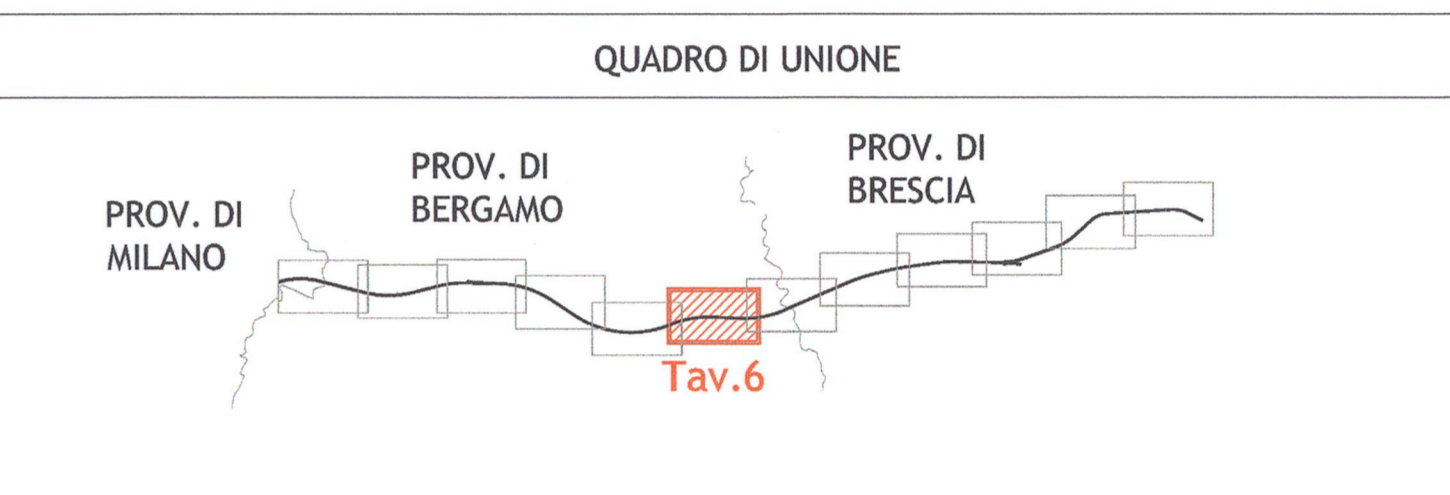 QUADRO DI UNIONE
PROV. DI
MILANO
PROV. DI
BERGAMO
PROV. DI
BRESCIA
Tav.6